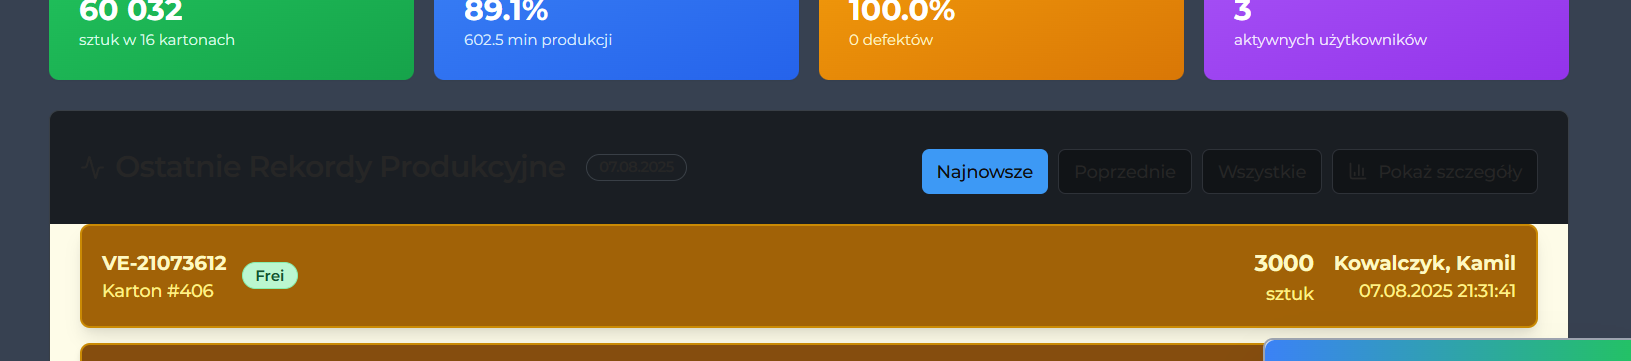 60 032
sztuk w 16 kartonach
89.1%
602.5 min produkcji
100.0%
0 defektów
3
aktywnych użytkowników
Ostatnie Rekordy Produkcyjne
07.08.2025
Najnowsze
Poprzednie
Wszystkie
Pokaż szczegóły
VE-21073612
Karton #406
Frei
3000
sztuk
Kowalczyk, Kamil
07.08.2025 21:31:41